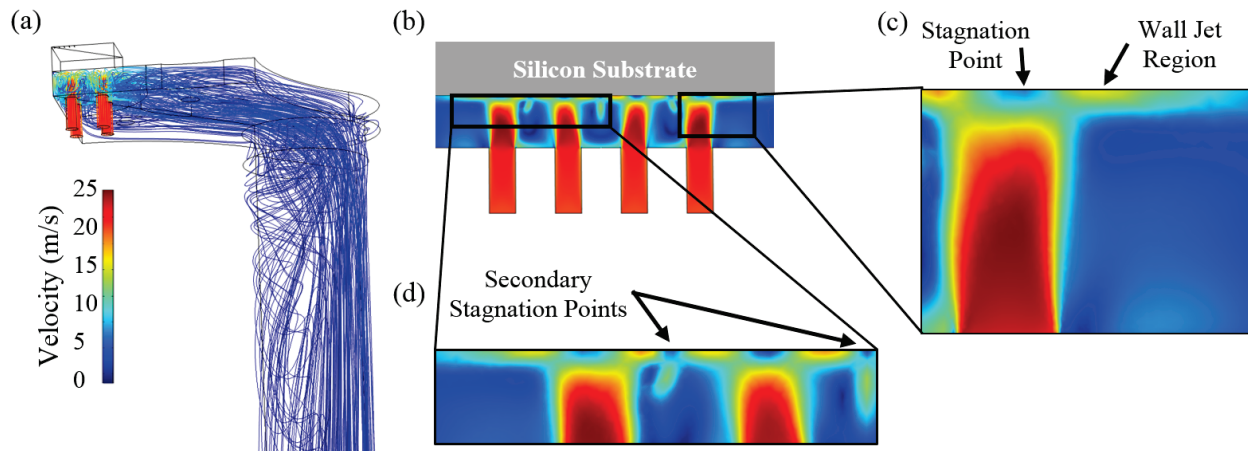 (a)
Velocity (m/s)
25
20
15
10
5
0
(b)
Silicon Substrate
(c)
Stagnation
Point
Wall Jet
Region
(d)
Secondary
Stagnation Points